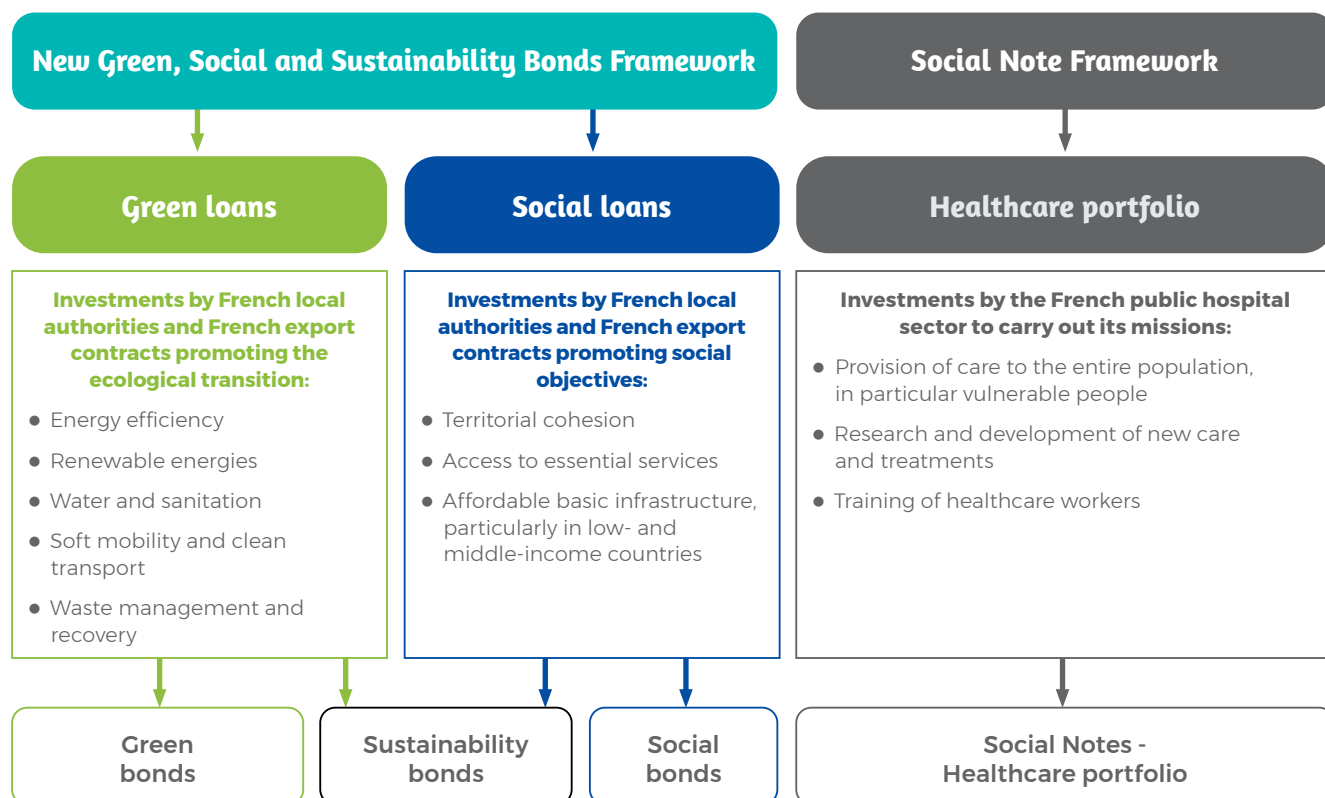 New Green, Social and Sustainability Bonds Framework
Social Note Framework
Green loans
Social loans
Healthcare portfolio
Investments by French local
authorities and French export
contracts promoting the
ecological transition:
● Energy efficiency
● Renewable energies
● Water and sanitation
● Soft mobility and clean
transport
● Waste management and
recovery
Investments by French local
authorities and French export
contracts promoting social
objectives:
● Territorial cohesion
● Access to essential services
● Affordable basic infrastructure,
particularly in low- and
middle-income countries
Investments by the French public hospital
sector to carry out its missions:
● Provision of care to the entire population,
in particular vulnerable people
● Research and development of new care
and treatments
● Training of healthcare workers
Green
bonds
Sustainability
bonds
Social
bonds
Social Notes -
Healthcare portfolio